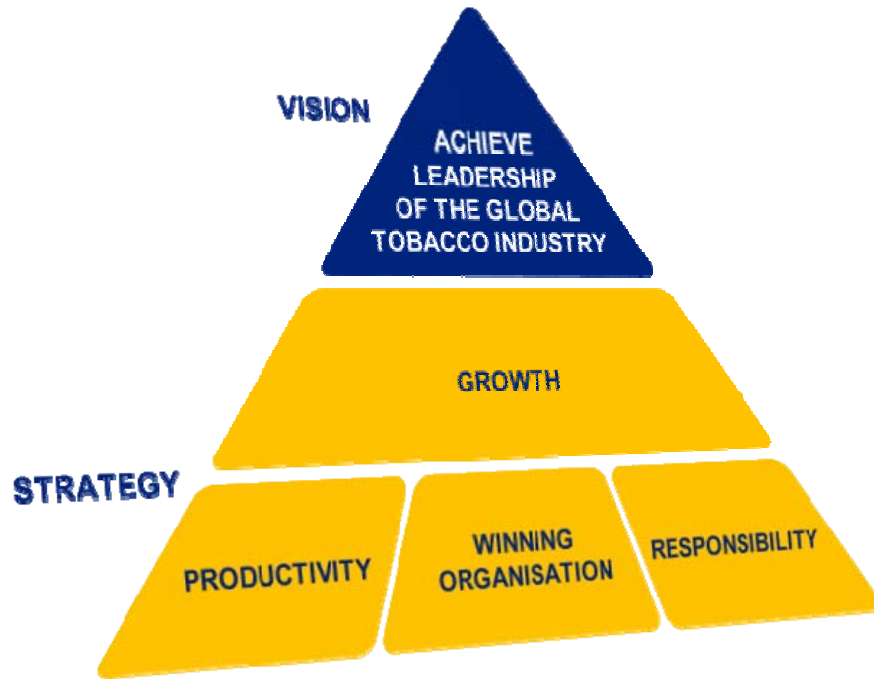 VISION
ACHIEVE
LEADERSHIP
OF THE GLOBAL
TOBACCO INDUSTRY
GROWTH
STRATEGY
PRODUCTIVITY
WINNING
ORGANISATION
RESPONSIBILITY